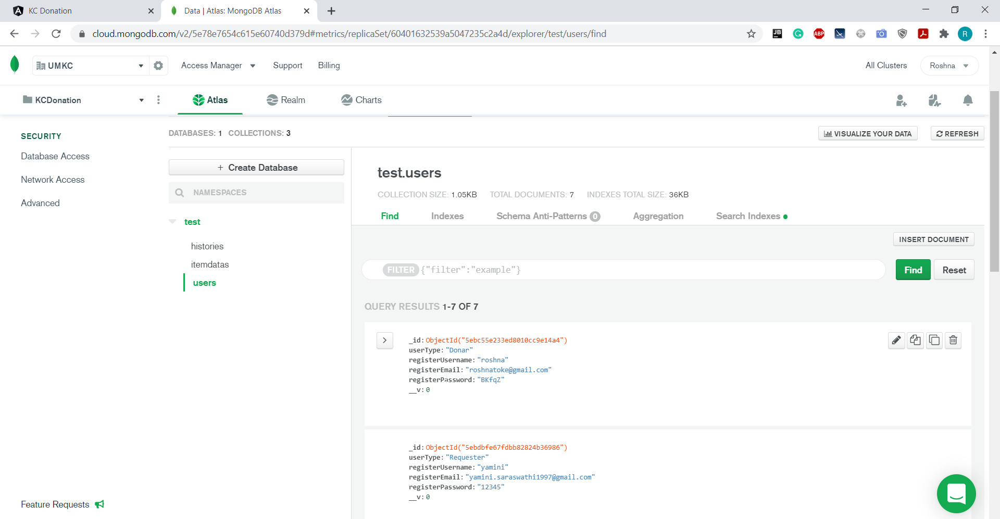 KC Donation
Data | Atlas: MongoDB Atlas
cloud.mongodb.com/v2/5e78e7654c615e60740d379d#metrics/replicaSet/60401632539a5047235c2a4d/explorer/test/users/find
JB
ABP
R
UMKC
Access Manager
Support
Billing
All Clusters
Roshna
KCDonation
Atlas
Realm
Charts
SECURITY
Database Access
Network Access
Advanced
DATABASES: 1 COLLECTIONS: 3
VISUALIZE YOUR DATA
REFRESH
+ Create Database
NAMESPACES
test
histories
itemdatas
users
test.users
COLLECTION SIZE: 1.05KB TOTAL DOCUMENTS: 7 INDEXES TOTAL SIZE: 36KB
Find
Indexes
Schema Anti-Patterns 0
Aggregation
Search Indexes
INSERT DOCUMENT
FILTER {"filter":"example"}
Find
Reset
QUERY RESULTS 1-7 OF 7
_id: ObjectId("5ebc55e233ed8010cc9e14a4")
userType: "Donar"
registerUsername: "roshna"
registerEmail: "roshnatoke@gmail.com"
registerPassword: "BKfqZ"
__v: 0
_id: ObjectId("5ebdbfe67fdbb82824b36986")
userType: "Requester"
registerUsername: "yamini"
registerEmail: "yamini.saraswathi1997@gmail.com"
registerPassword: "12345"
__v: 0
Feature Requests